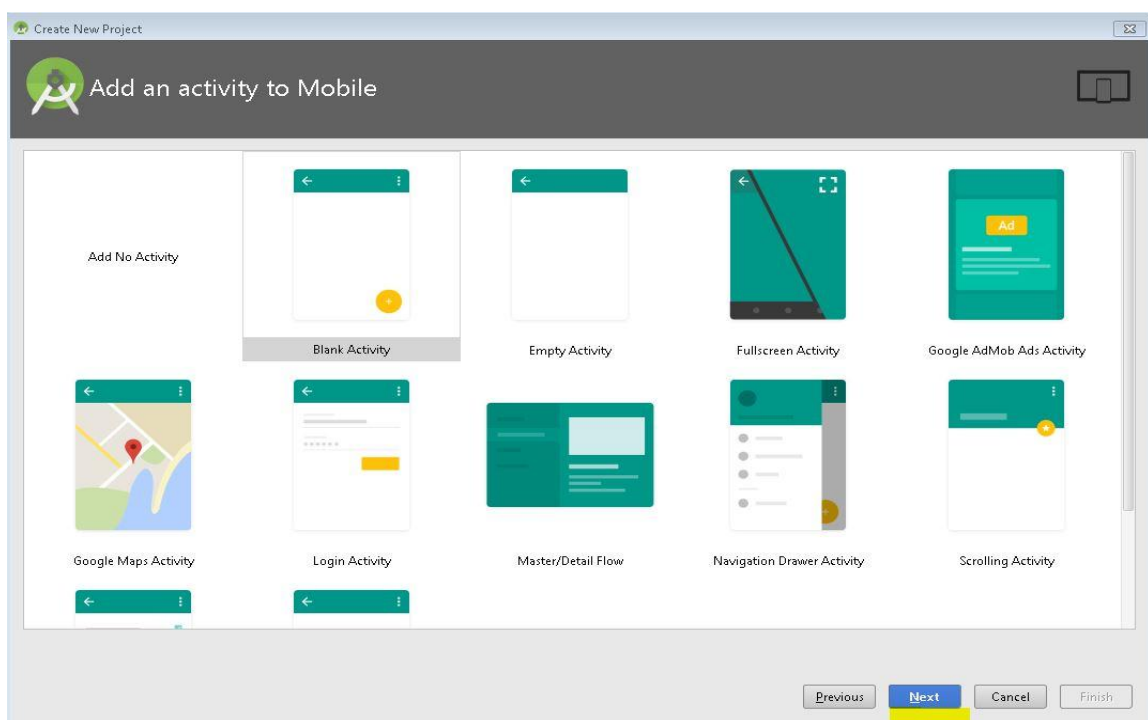 Create New Project
Add an activity to Mobile
Add No Activity
Blank Activity
Empty Activity
Fullscreen Activity
Ad
Google AdMob Ads Activity
Google Maps Activity
Login Activity
Master/Detail Flow
Navigation Drawer Activity
Scrolling Activity
Previous
Next
Cancel
Finish